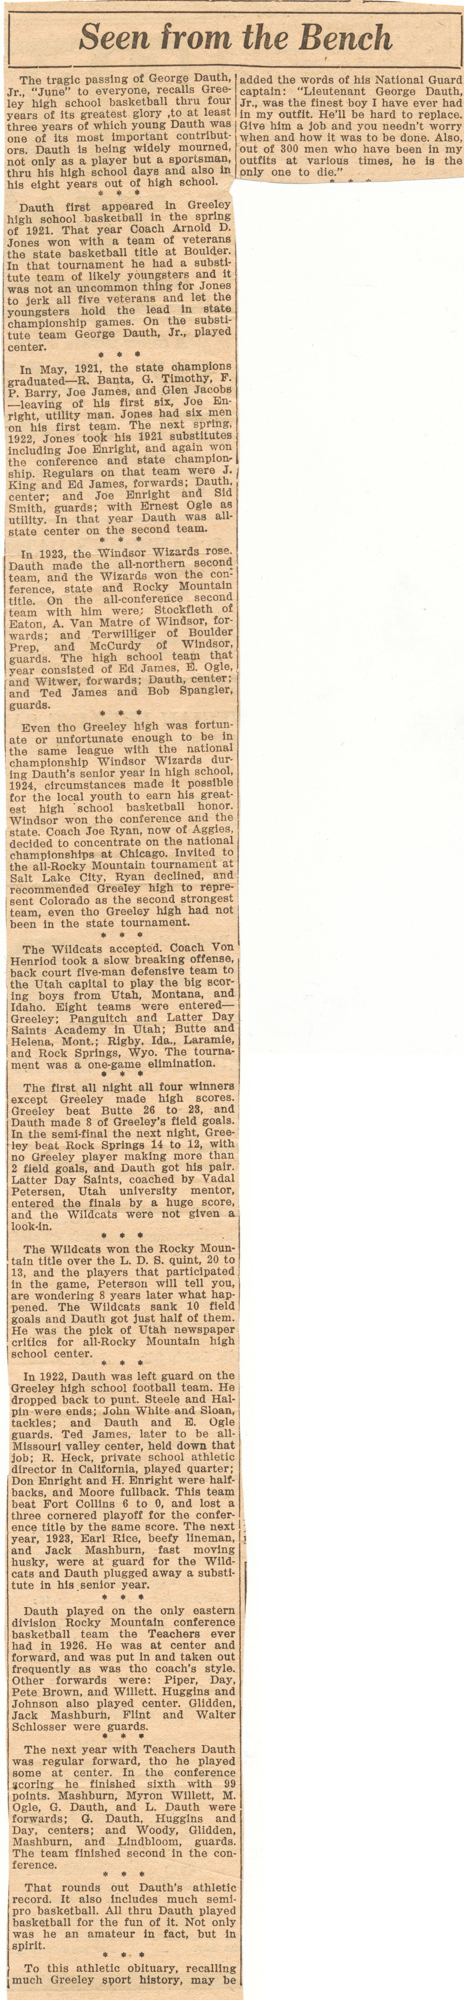 Seen from the Bench
The tragic passing of George Dauth,
Jr., "June" to everyone, recalls Gree-
ley high school basketball thru four
years of its greatest glory ,to at least
three years of which young Dauth was
one of its most important contribut-
ors. Dauth is being widely mourned,
not only as a player but a sportsman,
thru his high school days and also in
his eight years out of high school.
* * *
Dauth first appeared in Greeley
high school basketball in the spring
of 1921. That year Coach Arnold D.
Jones won with a team of veterans
the state basketball title at Boulder.
In that tournament he had a substi-
tute team of likely youngsters and it
was not an uncommon thing for Jones
to jerk all five veterans and let the
youngsters hold the lead in state
championship games. On the substi-
tute team George Dauth, Jr., played
center.
* * *
In May, 1921, the state champions
graduated—R. Banta, G. Timothy, F.
P. Barry, Joe James, and Glen Jacobs
—leaving of his first six, Joe En-
right, utility man. Jones had six men
on his first team. The next spring,
1922, Jones took his 1921 substitutes
including Joe Enright, and again won
the conference and state champion-
ship. Regulars on that team were J.
King and Ed James, forwards; Dauth,
center; and Joe Enright and Sid
Smith, guards; with Ernest Ogle as
utility. In that year Dauth was all-
state center on the second team.
* * *
In 1923, the Windsor Wizards rose.
Dauth made the all-northern second
team, and the Wizards won the con-
ference, state and Rocky Mountain
title. On the all-conference second
team with him were; Stockfleth of
Eaton, A. Van Matre of Windsor, for-
wards; and Terwilliger of Boulder
Prep, and McCurdy of Windsor,
guards. The high school team that
year consisted of Ed James, E. Ogle,
and Witwer, forwards; Dauth, center;
and Ted James and Bob Spangler,
guards.
* * *
Even tho Greeley high was fortun-
ate or unfortunate enough to be in
the same league with the national
championship Windsor Wizards dur-
ing Dauth's senior year in high school,
1924, circumstances made it possible
for the local youth to earn his great-
est high school basketball honor.
Windsor won the conference and the
state. Coach Joe Ryan, now of Aggies,
decided to concentrate on the national
championships at Chicago. Invited to
the all-Rocky Mountain tournament at
Salt Lake City, Ryan declined, and
recommended Greeley high to repre-
sent Colorado as the second strongest
team, even tho Greeley high had not
been in the state tournament.
* * *
The Wildcats accepted. Coach Von
Henriod took a slow breaking offense,
back court five-man defensive team to
the Utah capital to play the big scor-
ing boys from Utah, Montana, and
Idaho. Eight teams were entered—
Greeley; Panguitch and Latter Day
Saints Academy in Utah; Butte and
Helena, Mont.; Rigby, Ida., Laramie,
and Rock Springs, Wyo. The tourna-
ment was a one-game elimination.
* * *
The first all night all four winners
except Greeley made high scores.
Greeley beat Butte 26 to 23, and
Dauth made 8 of Greeley's field goals.
In the semi-final the next night, Gree-
ley beat Rock Springs 14 to 12, with
no Greeley player making more than
2 field goals, and Dauth got his pair.
Latter Day Saints, coached by Vadal
Petersen, Utah university mentor,
entered the finals by a huge score,
and the Wildcats were not given a
look-in.
* * *
The Wildcats won the Rocky Moun-
tain title over the L. D. S. quint, 20 to
13, and the players that participated
in the game, Peterson will tell you,
are wondering 8 years later what hap-
pened. The Wildcats sank 10 field
goals and Dauth got just half of them.
He was the pick of Utah newspaper
critics for all-Rocky Mountain high
school center.
* * *
In 1922, Dauth was left guard on the
Greeley high school football team. He
dropped back to punt. Steele and Hal-
pin were ends; John White and Sloan,
tackles; and Dauth and E. Ogle
guards. Ted James, later to be all-
Missouri valley center, held down that
job; R. Heck, private school athletic
director in California, played quarter;
Don Enright and H. Enright were half-
backs, and Moore fullback. This team
beat Fort Collins 6 to 0, and lost a
three cornered playoff for the confer-
ence title by the same score. The next
year, 1923, Earl Rice, beefy lineman,
and Jack Mashburn, fast moving
husky, were at guard for the Wild-
cats and Dauth plugged away a substi-
tute in his senior year.
* * *
Dauth played on the only eastern
division Rocky Mountain conference
basketball team the Teachers ever
had in 1926. He was at center and
forward, and was put in and taken out
frequently as was tho coach's style.
Other forwards were: Piper, Day,
Pete Brown, and Willett. Huggins and
Johnson also played center. Glidden,
Jack Mashburn, Flint and Walter
Schlosser were guards.
* * *
The next year with Teachers Dauth
was regular forward, tho he played
some at center. In the conference
scoring he finished sixth with 99
points. Mashburn, Myron Willett, M.
Ogle, G. Dauth, and L. Dauth were
forwards; G. Dauth, Huggins and
Day, centers; and Woody, Glidden,
Mashburn, and Lindbloom, guards.
The team finished second in the con-
ference.
* * *
That rounds out Dauth's athletic
record. It also includes much semi-
pro basketball. All thru Dauth played
basketball for the fun of it. Not only
was he an amateur in fact, but in
spirit.
* * *
To this athletic obituary, recalling
much Greeley sport history, may be
added the words of his National Guard
captain: "Lieutenant George Dauth,
Jr., was the finest boy I have ever had
in my outfit. He'll be hard to replace.
Give him a job and you needn't worry
when and how it was to be done. Also,
out of 300 men who have been in my
outfits at various times, he is the
only one to die."
* * *